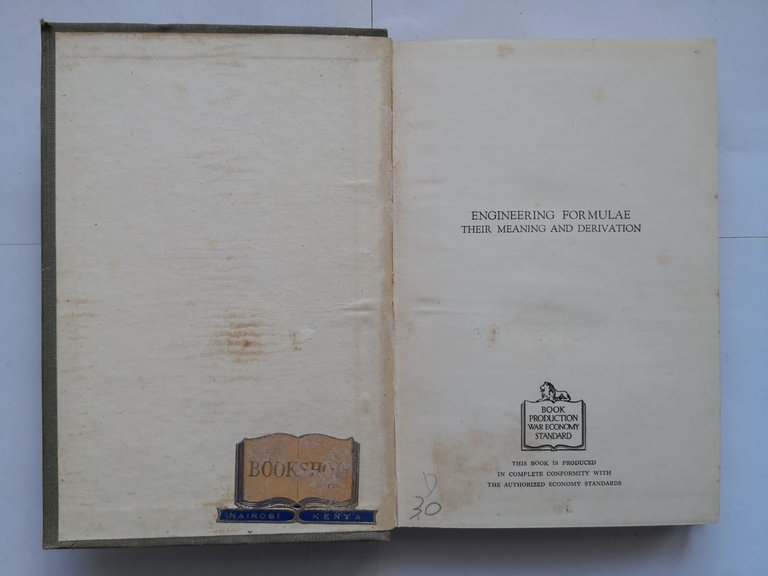 BOOKSHOP
NAIROBI KENYA
ENGINEERING FORMULAE
THEIR MEANING AND DERIVATION
BOOK
PRODUCTION
WAR ECONOMY
STANDARD
THIS BOOK IS PRODUCED
IN COMPLETE CONFORMITY WITH
THE AUTHORIZED ECONOMY STANDARDS
30